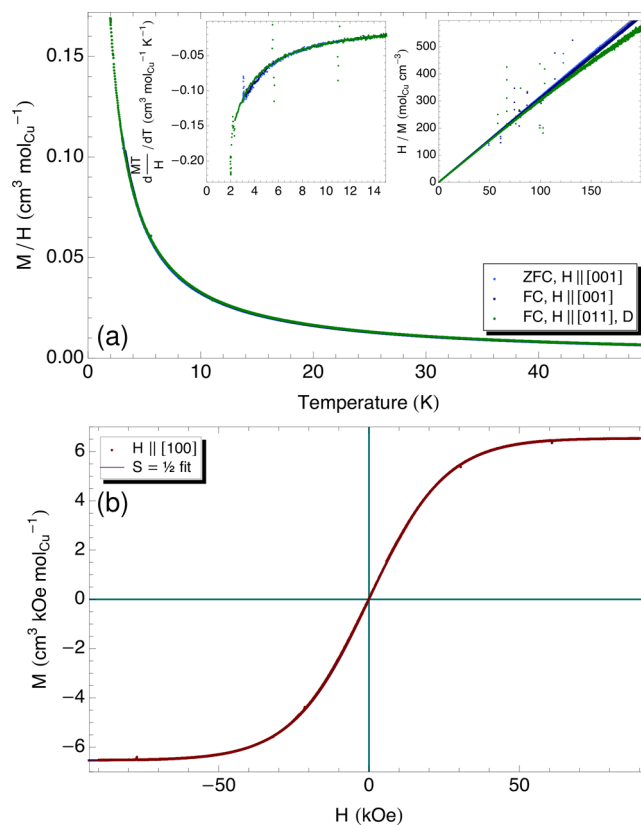 0.15
0.10
0.05
0.00
M/H (cm³ mol_Cu⁻¹)
(a)
0 10 20 30 40
Temperature (K)
−0.05
−0.10
−0.15
−0.20
d MT/H /dT (cm³ mol_Cu⁻¹ K⁻¹)
0 2 4 6 8 10 12 14
500
400
300
200
100
0
H / M (mol_Cu cm⁻³)
0 50 100 150
ZFC, H || [001]
FC, H || [001]
FC, H || [011], D
H || [100]
S = ½ fit
(b)
6
4
2
0
−2
−4
−6
M (cm³ kOe mol_Cu⁻¹)
−50 0 50
H (kOe)